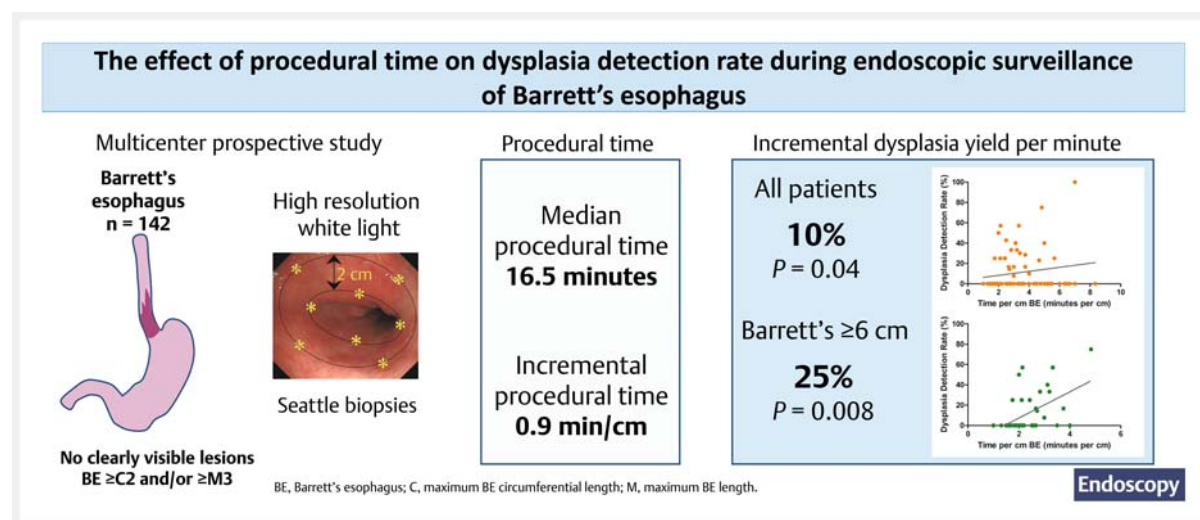 The effect of procedural time on dysplasia detection rate during endoscopic surveillance
of Barrett's esophagus
Multicenter prospective study
Barrett's
esophagus
n = 142
High resolution
white light
2 cm
Seattle biopsies
No clearly visible lesions
BE ≥C2 and/or ≥M3
Procedural time
Median
procedural time
16.5 minutes
Incremental
procedural time
0.9 min/cm
Incremental dysplasia yield per minute
All patients
10%
P = 0.04
Dysplasia Detection Rate (%)
100
80
60
40
20
0
0 2 4 6 8 10
Time per cm BE (minutes per cm)
Barrett's ≥6 cm
25%
P = 0.008
Dysplasia Detection Rate (%)
100
80
60
40
20
0
0 2 4 6
Time per cm BE (minutes per cm)
BE, Barrett's esophagus; C, maximum BE circumferential length; M, maximum BE length.
Endoscopy